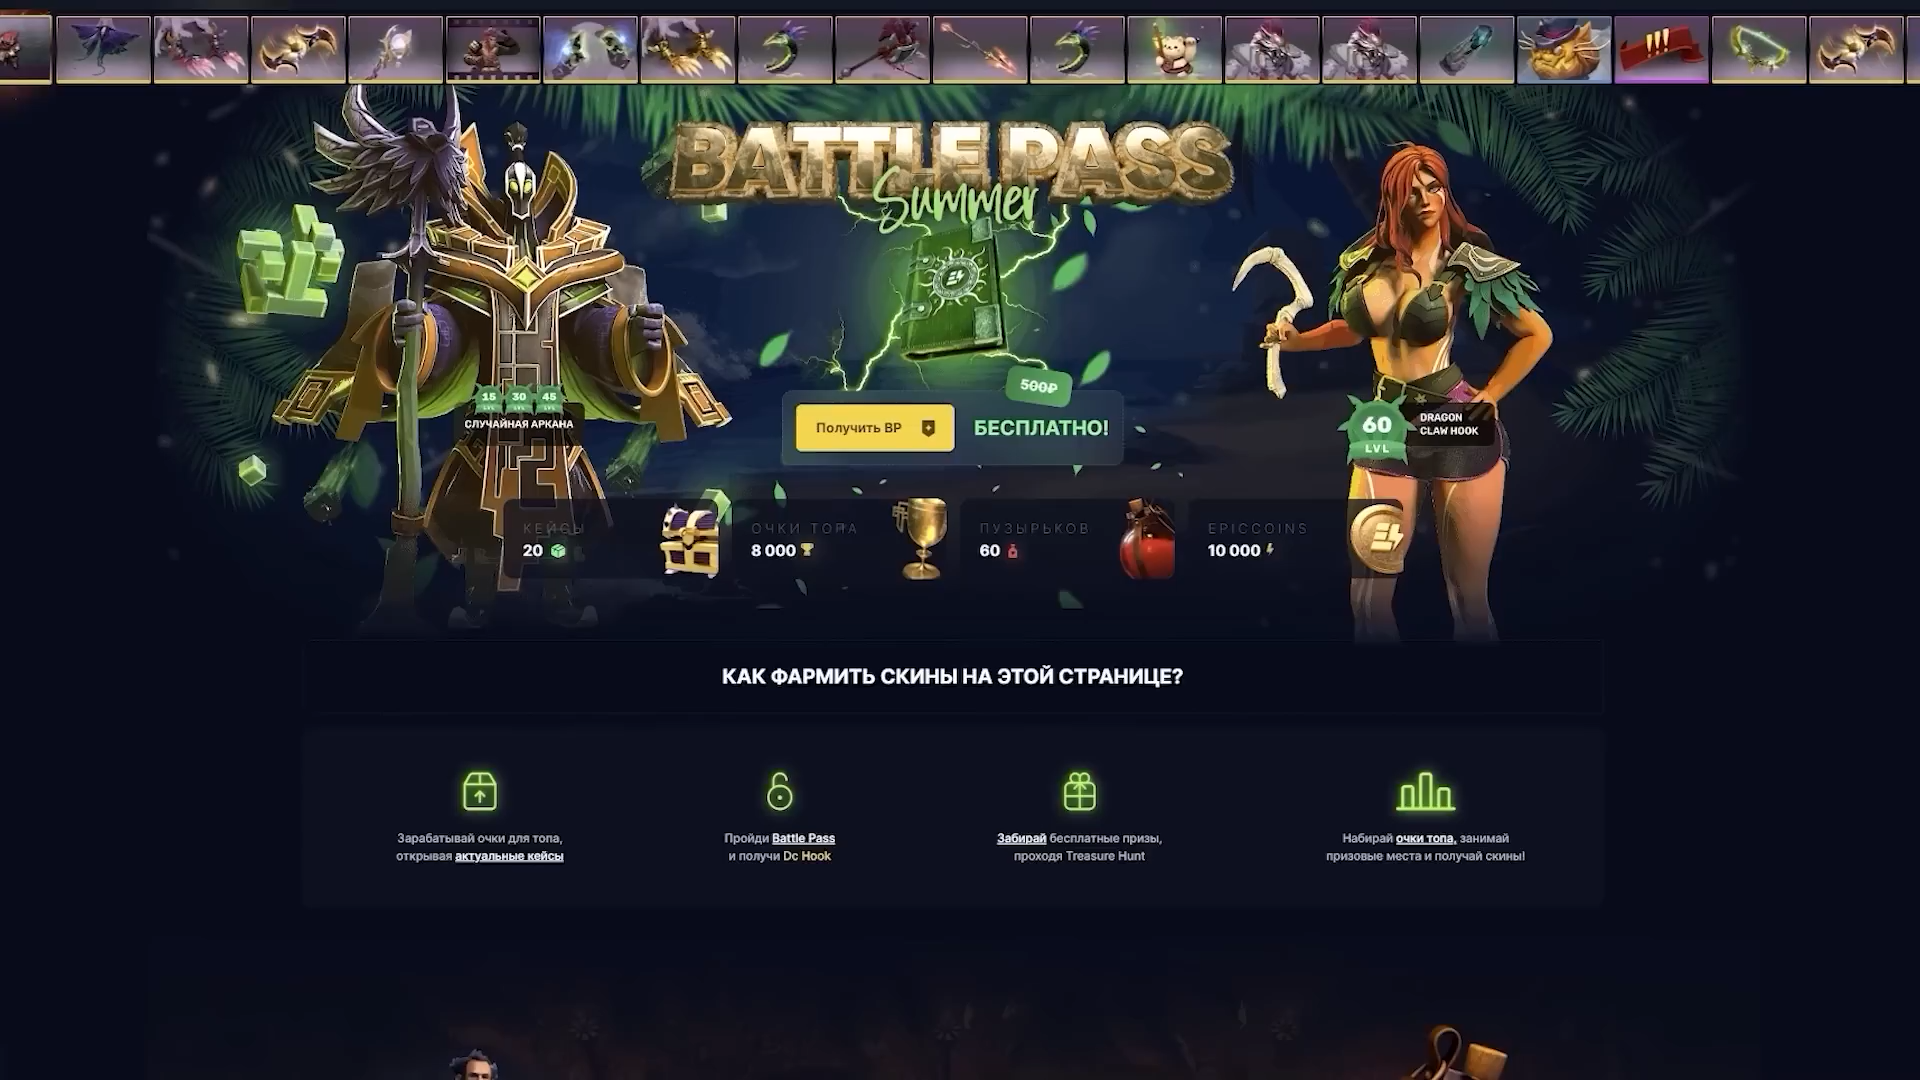 BATTLE PASS
Summer
500₽
Получить BP
БЕСПЛАТНО!
15 30 45
LVL LVL LVL
СЛУЧАЙНАЯ АРКАНА
60
LVL
DRAGON
CLAW HOOK
КЕЙСЫ
20
ОЧКИ ТОПА
8 000
ПУЗЫРЬКОВ
60
EPICCOINS
10 000
КАК ФАРМИТЬ СКИНЫ НА ЭТОЙ СТРАНИЦЕ?
Зарабатывай очки для топа,
открывая актуальные кейсы
Пройди Battle Pass
и получи Dc Hook
Забирай бесплатные призы,
проходя Treasure Hunt
Набирай очки топа, занимай
призовые места и получай скины!